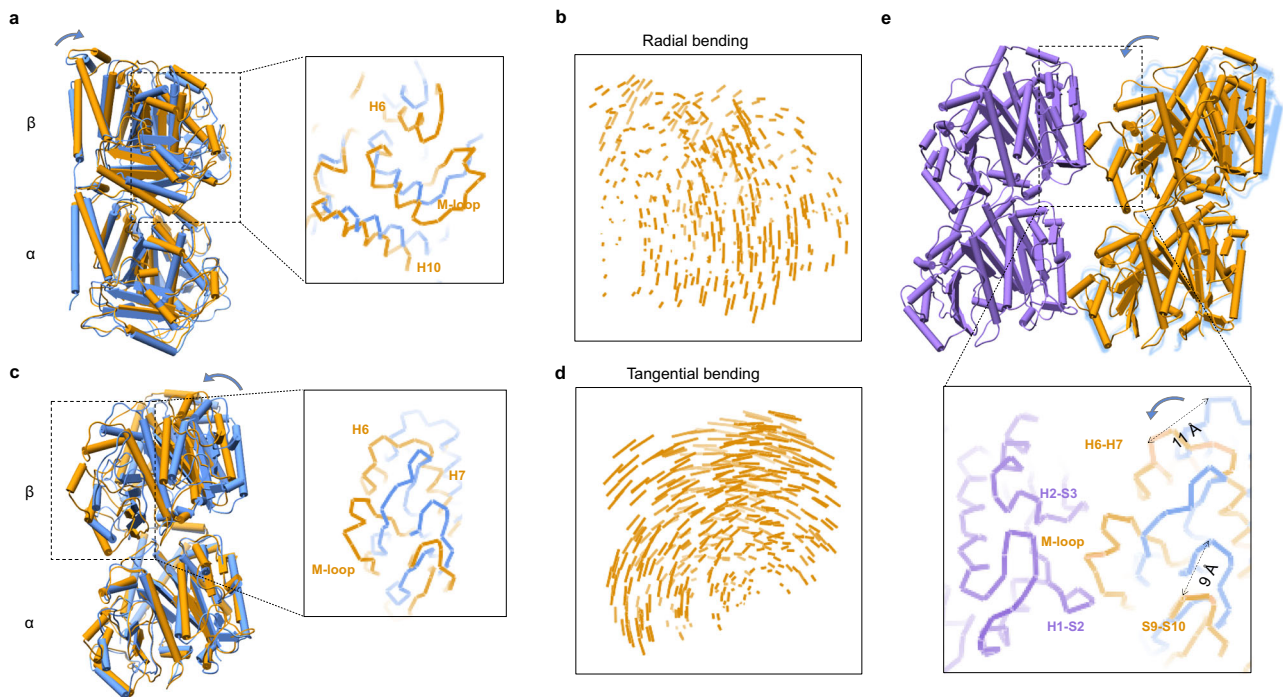 a
β
α
H6
M-loop
H10
b
Radial bending
c
β
α
H6
H7
M-loop
d
Tangential bending
e
H6-H7
11 Å
H2-S3
M-loop
9 Å
H1-S2
S9-S10